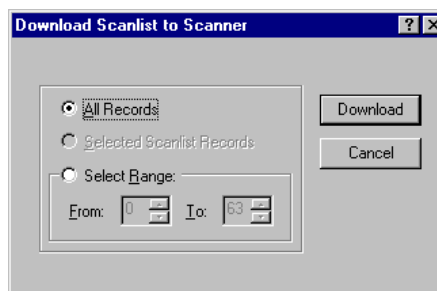 Download Scanlist to Scanner
All Records
Selected Scanlist Records
Select Range:
From: 0 To: 63
Download
Cancel